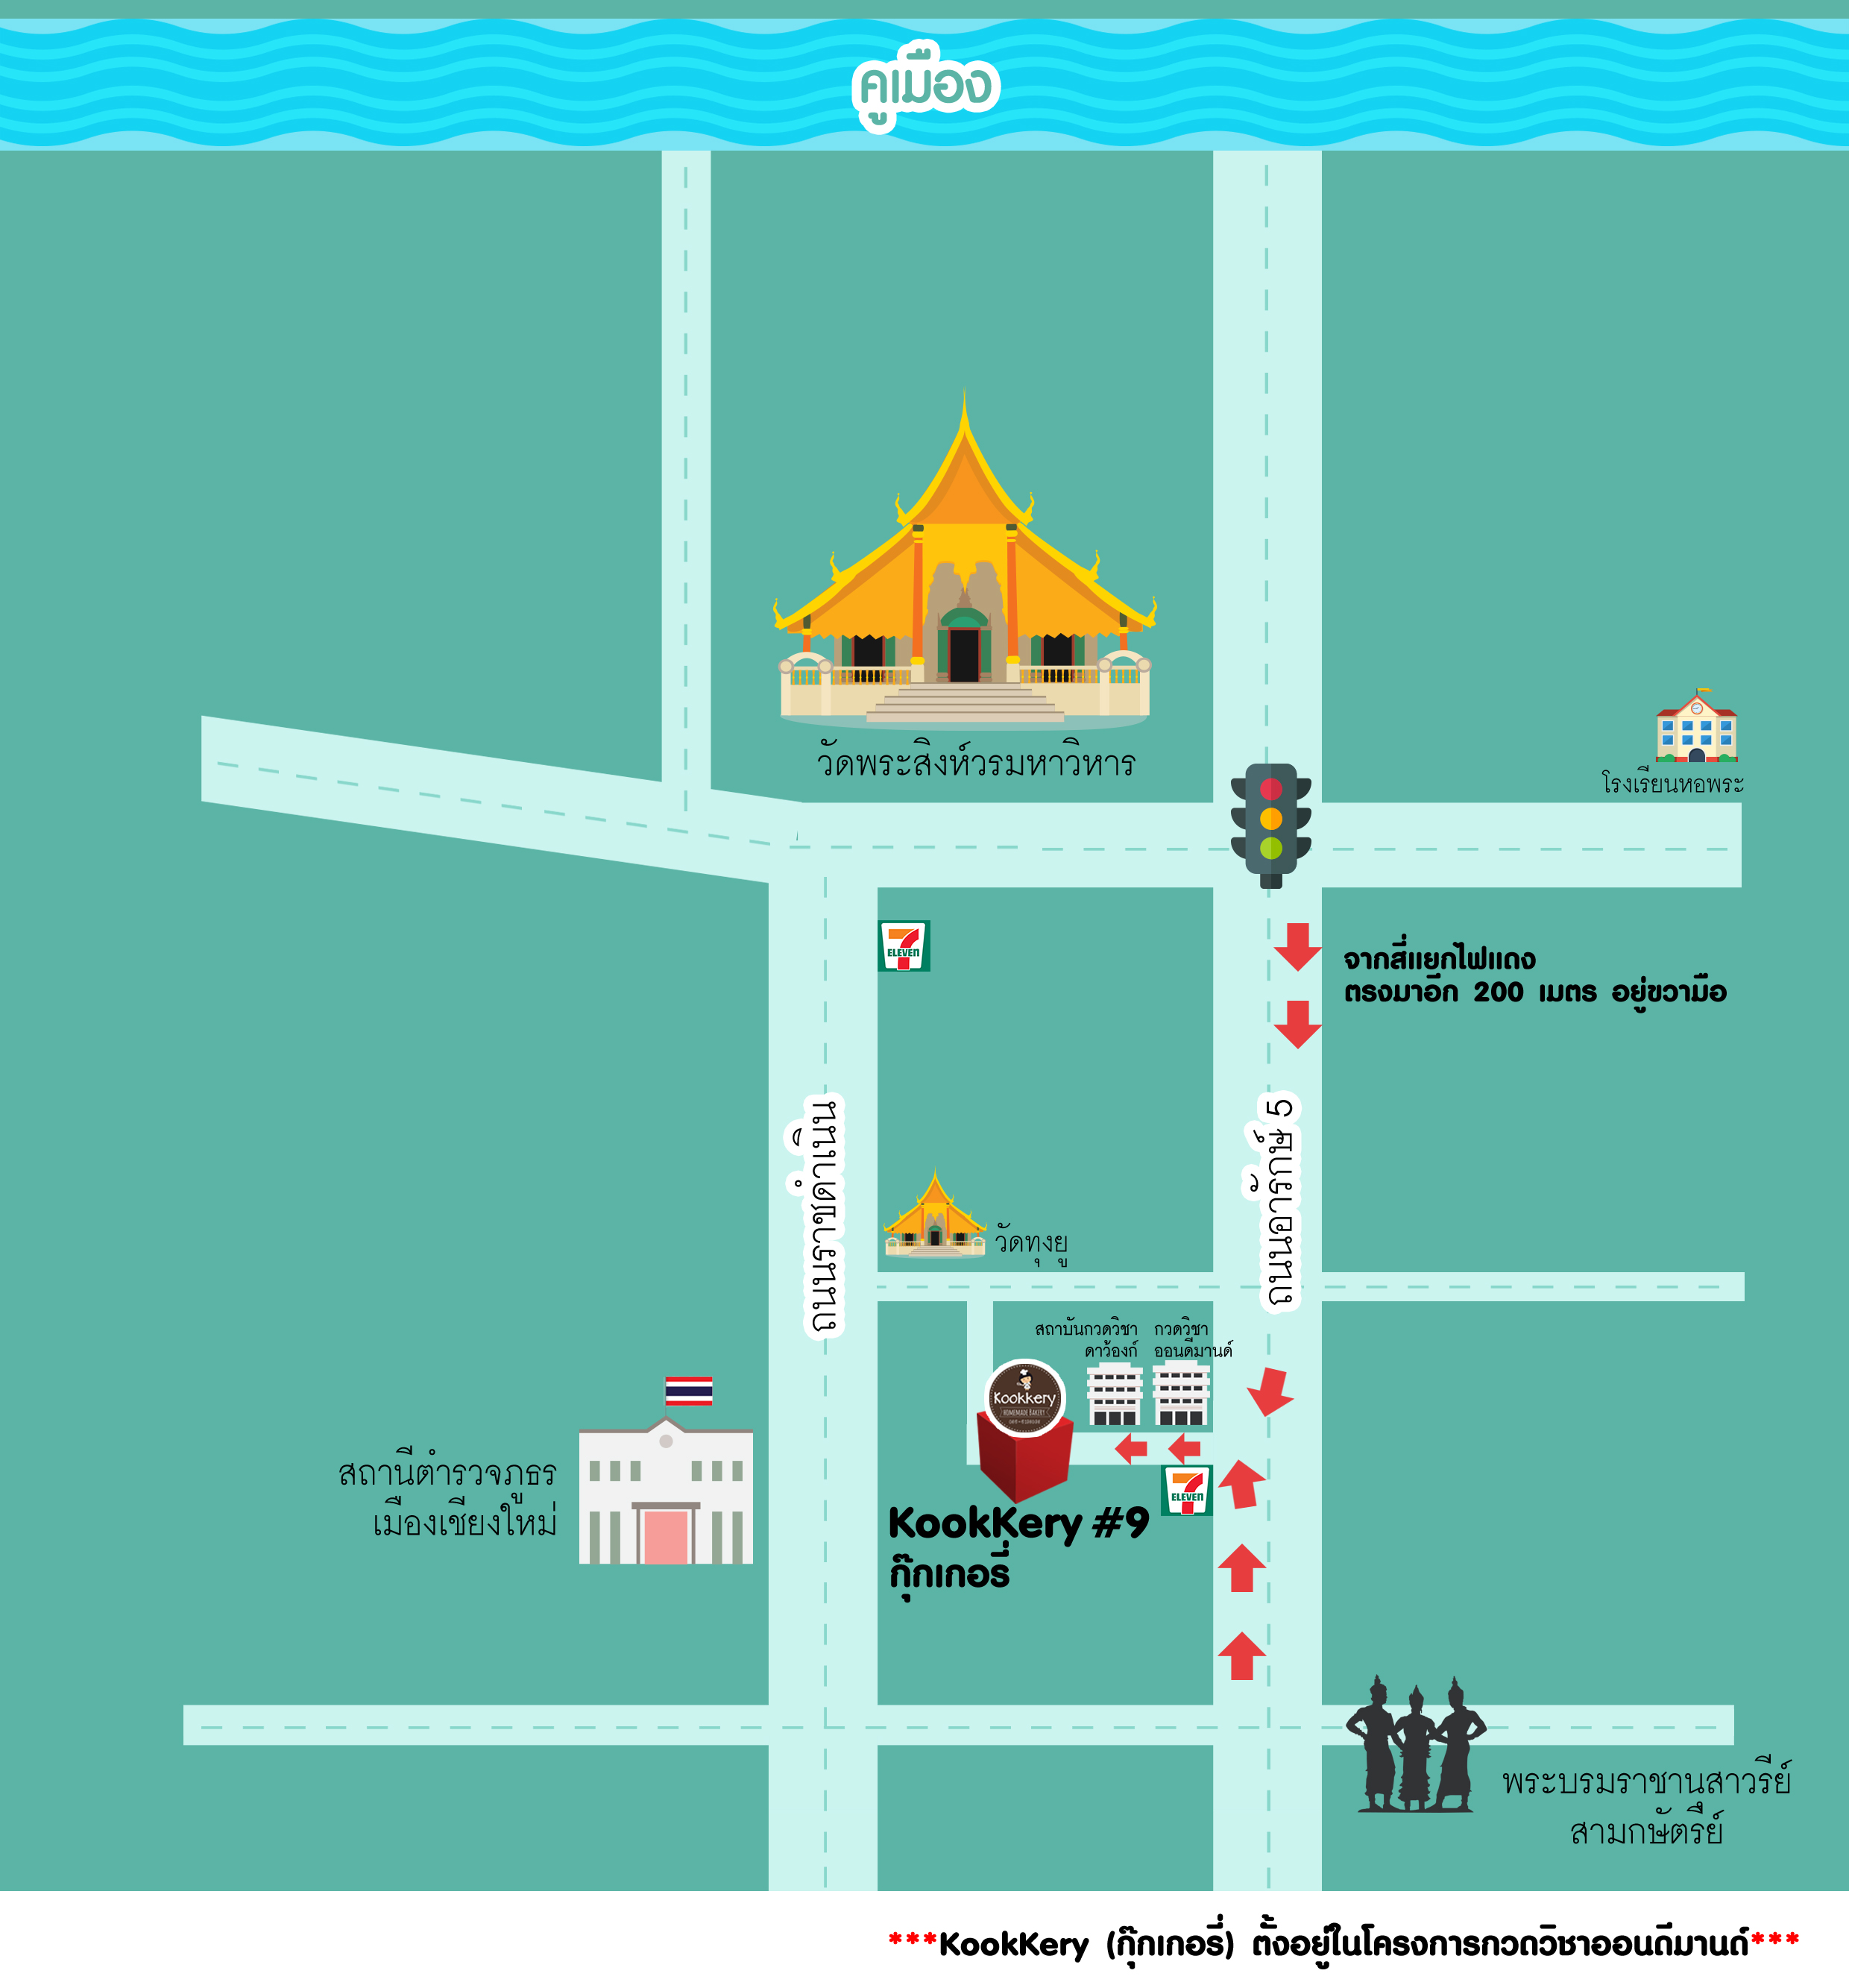 คูเมือง
วัดพระสิงห์วรมหาวิหาร
โรงเรียนหอพระ
7
ELEVEn
จากสี่แยกไฟแดง
ตรงมาอีก 200 เมตร อยู่ขวามือ
ถนนราชดำเนิน
ถนนอารักษ์ 5
วัดทุงยู
สถาบันกวดวิชา
ดาว้องก์
กวดวิชา
ออนดีมานด์
Kookkery
HOMEMADE BAKERY
สถานีตำรวจภูธร
เมืองเชียงใหม่
7
ELEVEn
KookKery #9
กุ๊กเกอรี่
พระบรมราชานสาวรีย์
สามกษัตรีย์
***KookKery (กุ๊กเกอรี่) ตั้งอยู่ในโครงการกวดวิชาออนดีมานด์***